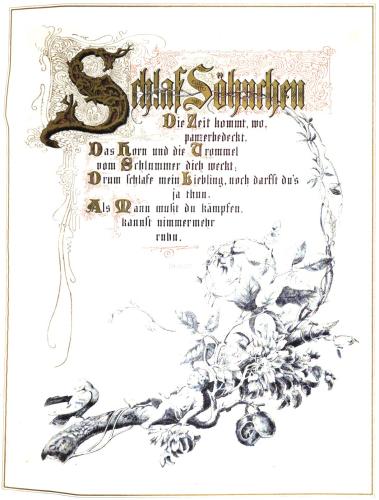 Schlaf Söhnchen
Die Zeit kommt, wo,
panzerbedeckt,
Das Horn und die Trommel
vom Schlummer dich weckt;
Drum schlafe mein Liebling, noch darfst du's
ja thun.
Als Mann mußt du kämpfen,
kannst nimmermehr
ruhn.